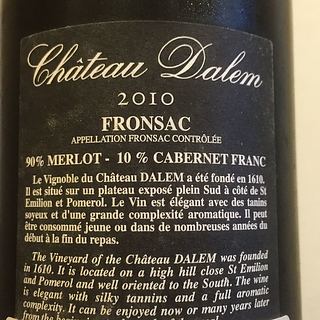 Château Dalem
2010
FRONSAC
APPELLATION FRONSAC CONTRÔLÉE
90% MERLOT - 10 % CABERNET FRANC
Le Vignoble du Château DALEM a été fondé en 1610.
Il est situé sur un plateau exposé plein Sud à côté de St
Emilion et Pomerol. Le Vin est élégant avec des tanins
soyeux et d'une grande complexité aromatique. Il peut
être consommé jeune ou dans de nombreuses années du
début à la fin du repas.
The Vineyard of the Château DALEM was founded
in 1610. It is located on a high hill close St Emilion
and Pomerol and well oriented to the South. The wine
is elegant with silky tannins and a full aromatic
complexity. It can be enjoyed now or many years later
from the